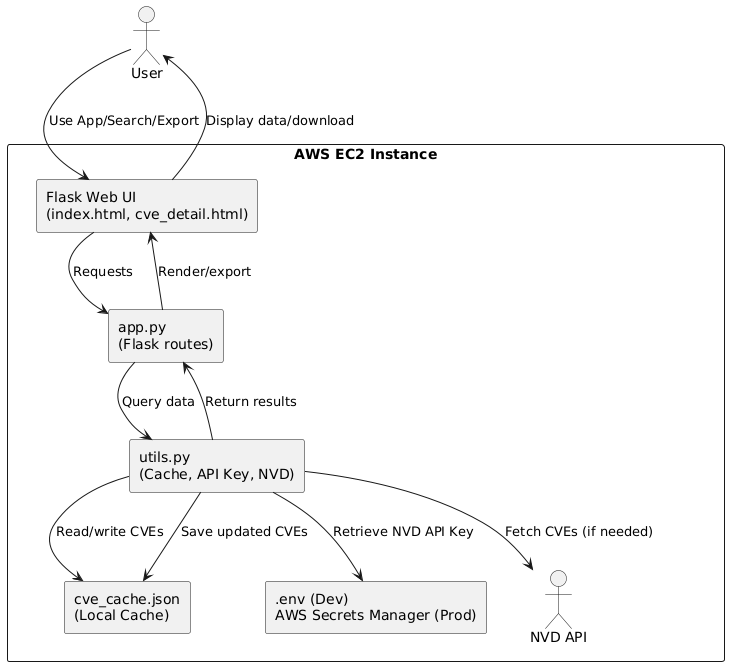 User
Use App/Search/Export
Display data/download
AWS EC2 Instance
Flask Web UI
(index.html, cve_detail.html)
Requests
Render/export
app.py
(Flask routes)
Query data
Return results
utils.py
(Cache, API Key, NVD)
Read/write CVEs
Save updated CVEs
Retrieve NVD API Key
Fetch CVEs (if needed)
cve_cache.json
(Local Cache)
.env (Dev)
AWS Secrets Manager (Prod)
NVD API